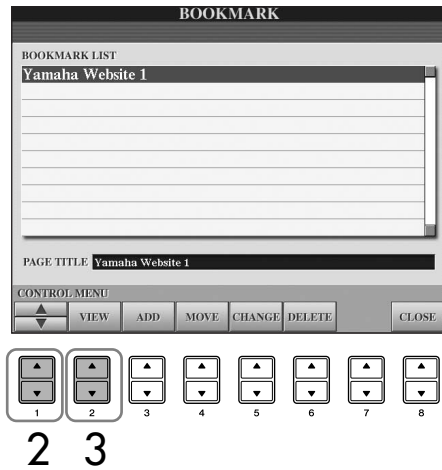 BOOKMARK
BOOKMARK LIST
Yamaha Website 1
PAGE TITLE Yamaha Website 1
CONTROL MENU
VIEW ADD MOVE CHANGE DELETE CLOSE
1 2 3 4 5 6 7 8
2 3